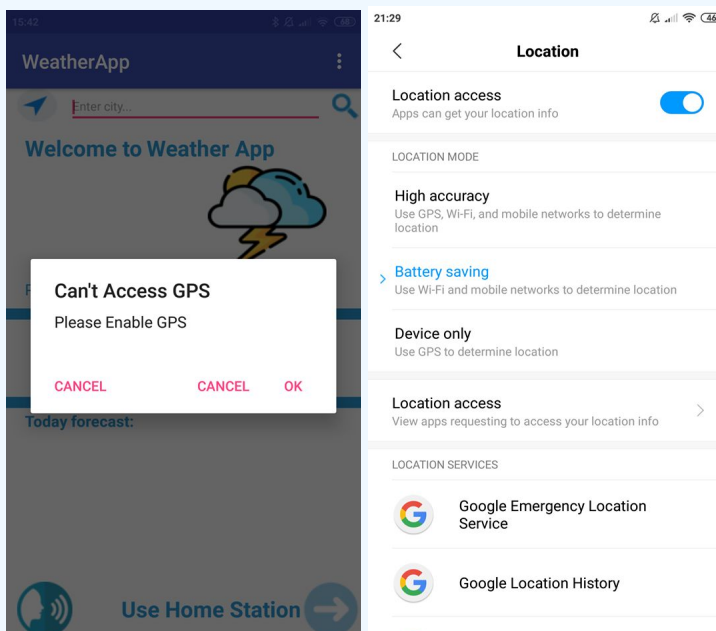 15:42
68
WeatherApp
Enter city...
Welcome to Weather App
Can't Access GPS
Please Enable GPS
CANCEL CANCEL OK
Today forecast:
Use Home Station
21:29
46
Location
Location access
Apps can get your location info
LOCATION MODE
High accuracy
Use GPS, Wi-Fi, and mobile networks to determine
location
Battery saving
Use Wi-Fi and mobile networks to determine location
Device only
Use GPS to determine location
Location access
View apps requesting to access your location info
LOCATION SERVICES
Google Emergency Location
Service
Google Location History